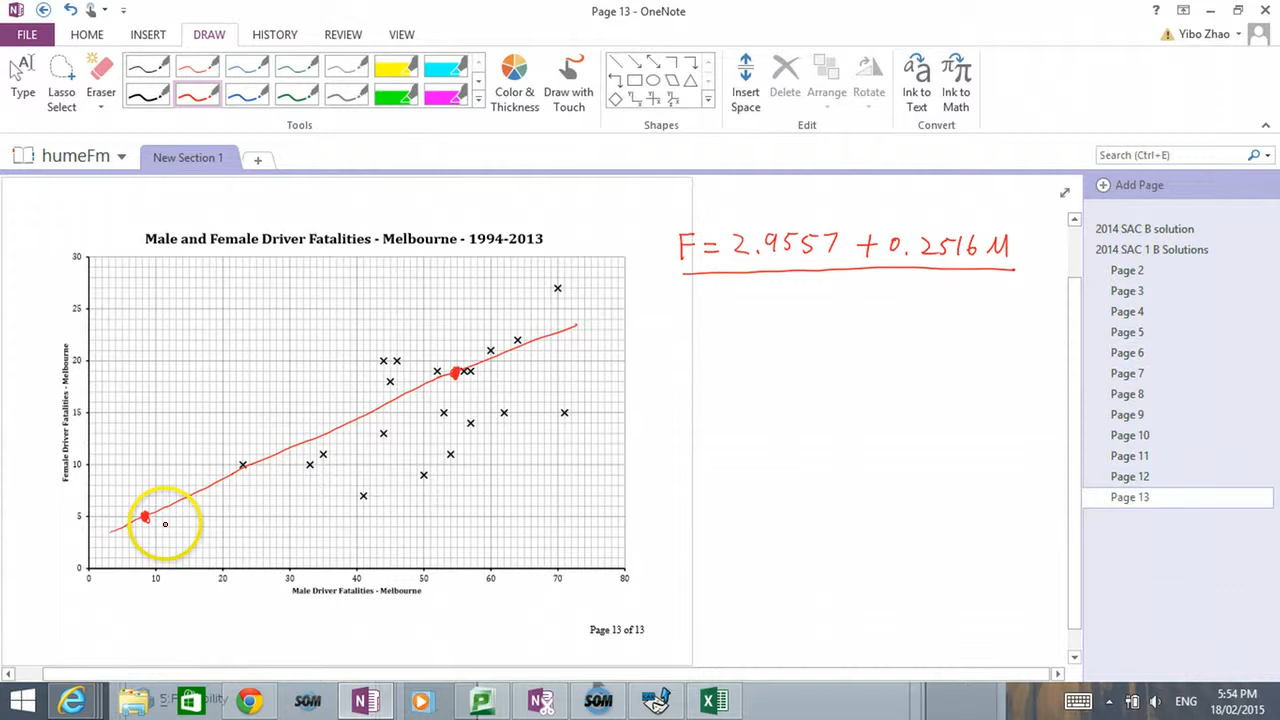 Page 13 - OneNote
?
FILE HOME INSERT DRAW HISTORY REVIEW VIEW
Yibo Zhao
Type
Lasso Select
Eraser
Color & Thickness
Draw with Touch
Insert Space
Delete
Arrange
Rotate
Ink to Text
Ink to Math
Tools Shapes Edit Convert
humeFm
New Section 1
Search (Ctrl+E)
Add Page
2014 SAC B solution
2014 SAC 1 B Solutions
Page 2
Page 3
Page 4
Page 5
Page 6
Page 7
Page 8
Page 9
Page 10
Page 11
Page 12
Page 13
Male and Female Driver Fatalities - Melbourne - 1994-2013
F = 2.9557 + 0.2516 M
Female Driver Fatalities - Melbourne
30
25
20
15
10
5
0
0 10 20 30 40 50 60 70 80
Male Driver Fatalities - Melbourne
Page 13 of 13
SOM
SOM
ENG
5:54 PM
18/02/2015